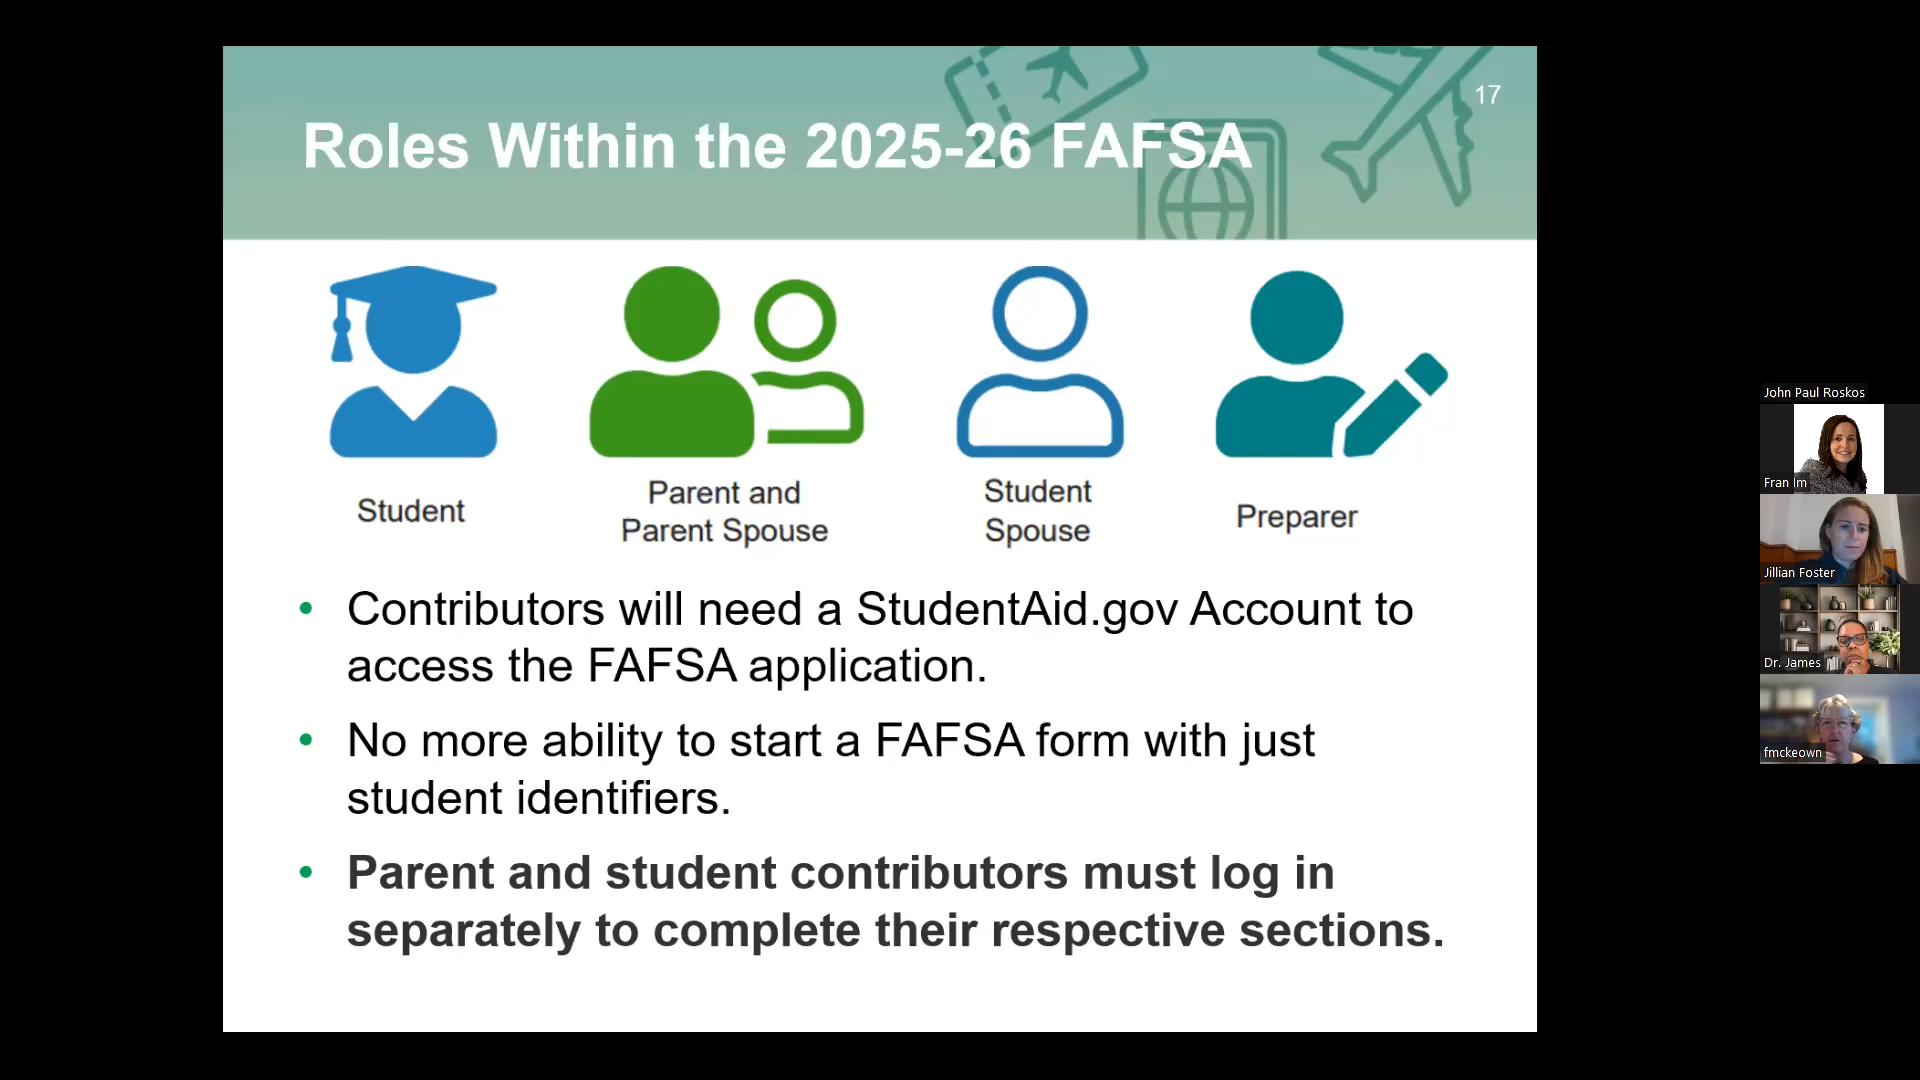 17
Roles Within the 2025-26 FAFSA
Student
Parent and
Parent Spouse
Student
Spouse
Preparer
• Contributors will need a StudentAid.gov Account to
access the FAFSA application.
• No more ability to start a FAFSA form with just
student identifiers.
• Parent and student contributors must log in
separately to complete their respective sections.
John Paul Roskos
Fran Im
Jillian Foster
Dr. James
fmckeown